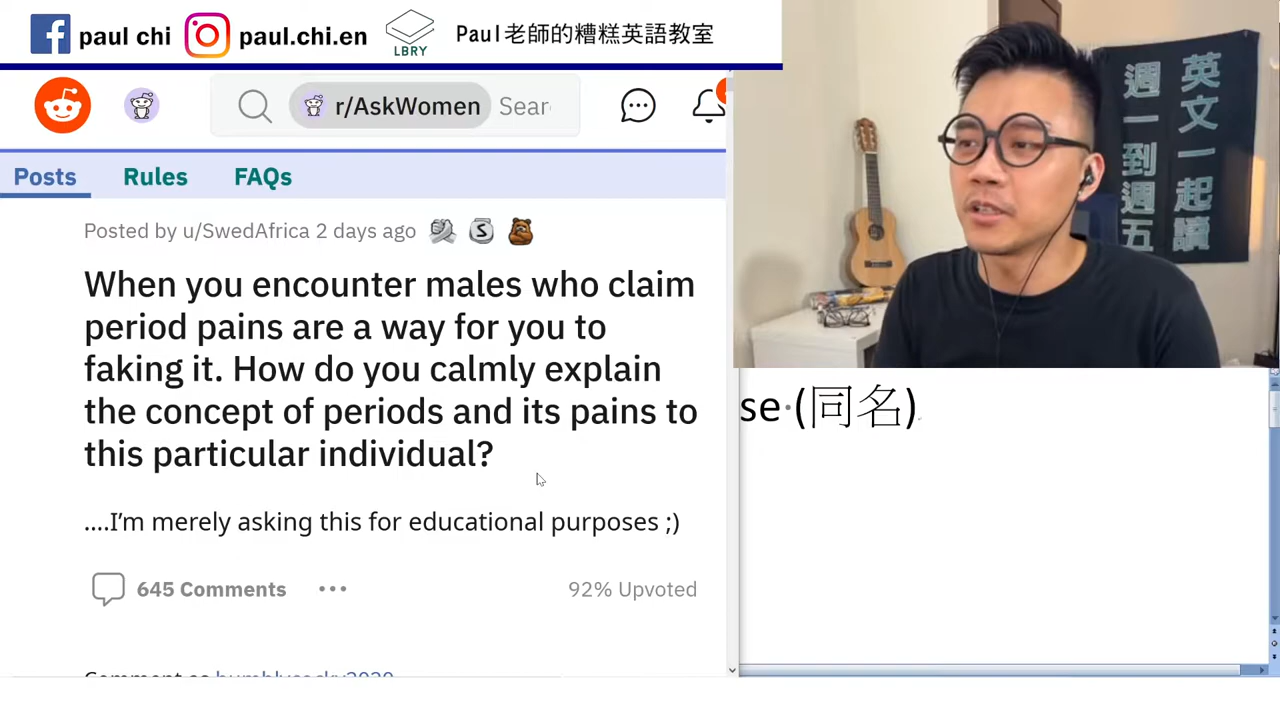 paul chi paul.chi.en LBRY Paul老師的糟糕英語教室
r/AskWomen Sear
Posts Rules FAQs
Posted by u/SwedAfrica 2 days ago
When you encounter males who claim
period pains are a way for you to
faking it. How do you calmly explain
the concept of periods and its pains to
this particular individual?
....I'm merely asking this for educational purposes ;)
645 Comments ••• 92% Upvoted
英文一起讀
週一到週五
se·(同名)